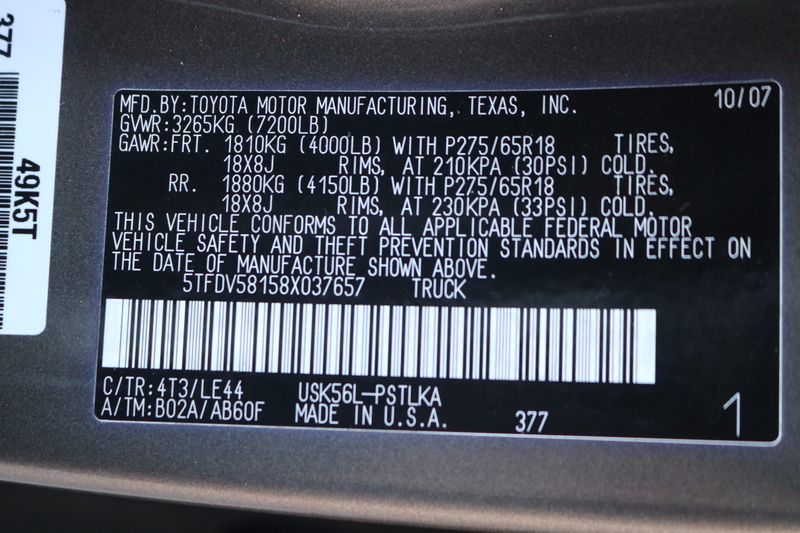 377
49K5T
MFD.BY:TOYOTA MOTOR MANUFACTURING, TEXAS, INC. 10/07
GVWR:3265KG (7200LB)
GAWR:FRT. 1810KG (4000LB) WITH P275/65R18 TIRES,
18X8J RIMS, AT 210KPA (30PSI) COLD.
RR. 1880KG (4150LB) WITH P275/65R18 TIRES,
18X8J RIMS, AT 230KPA (33PSI) COLD.
THIS VEHICLE CONFORMS TO ALL APPLICABLE FEDERAL MOTOR
VEHICLE SAFETY AND THEFT PREVENTION STANDARDS IN EFFECT ON
THE DATE OF MANUFACTURE SHOWN ABOVE.
5TFDV58158X037657 TRUCK
C/TR:4T3/LE44 USK56L-PSTLKA
A/TM:B02A/AB60F MADE IN U.S.A. 377 1